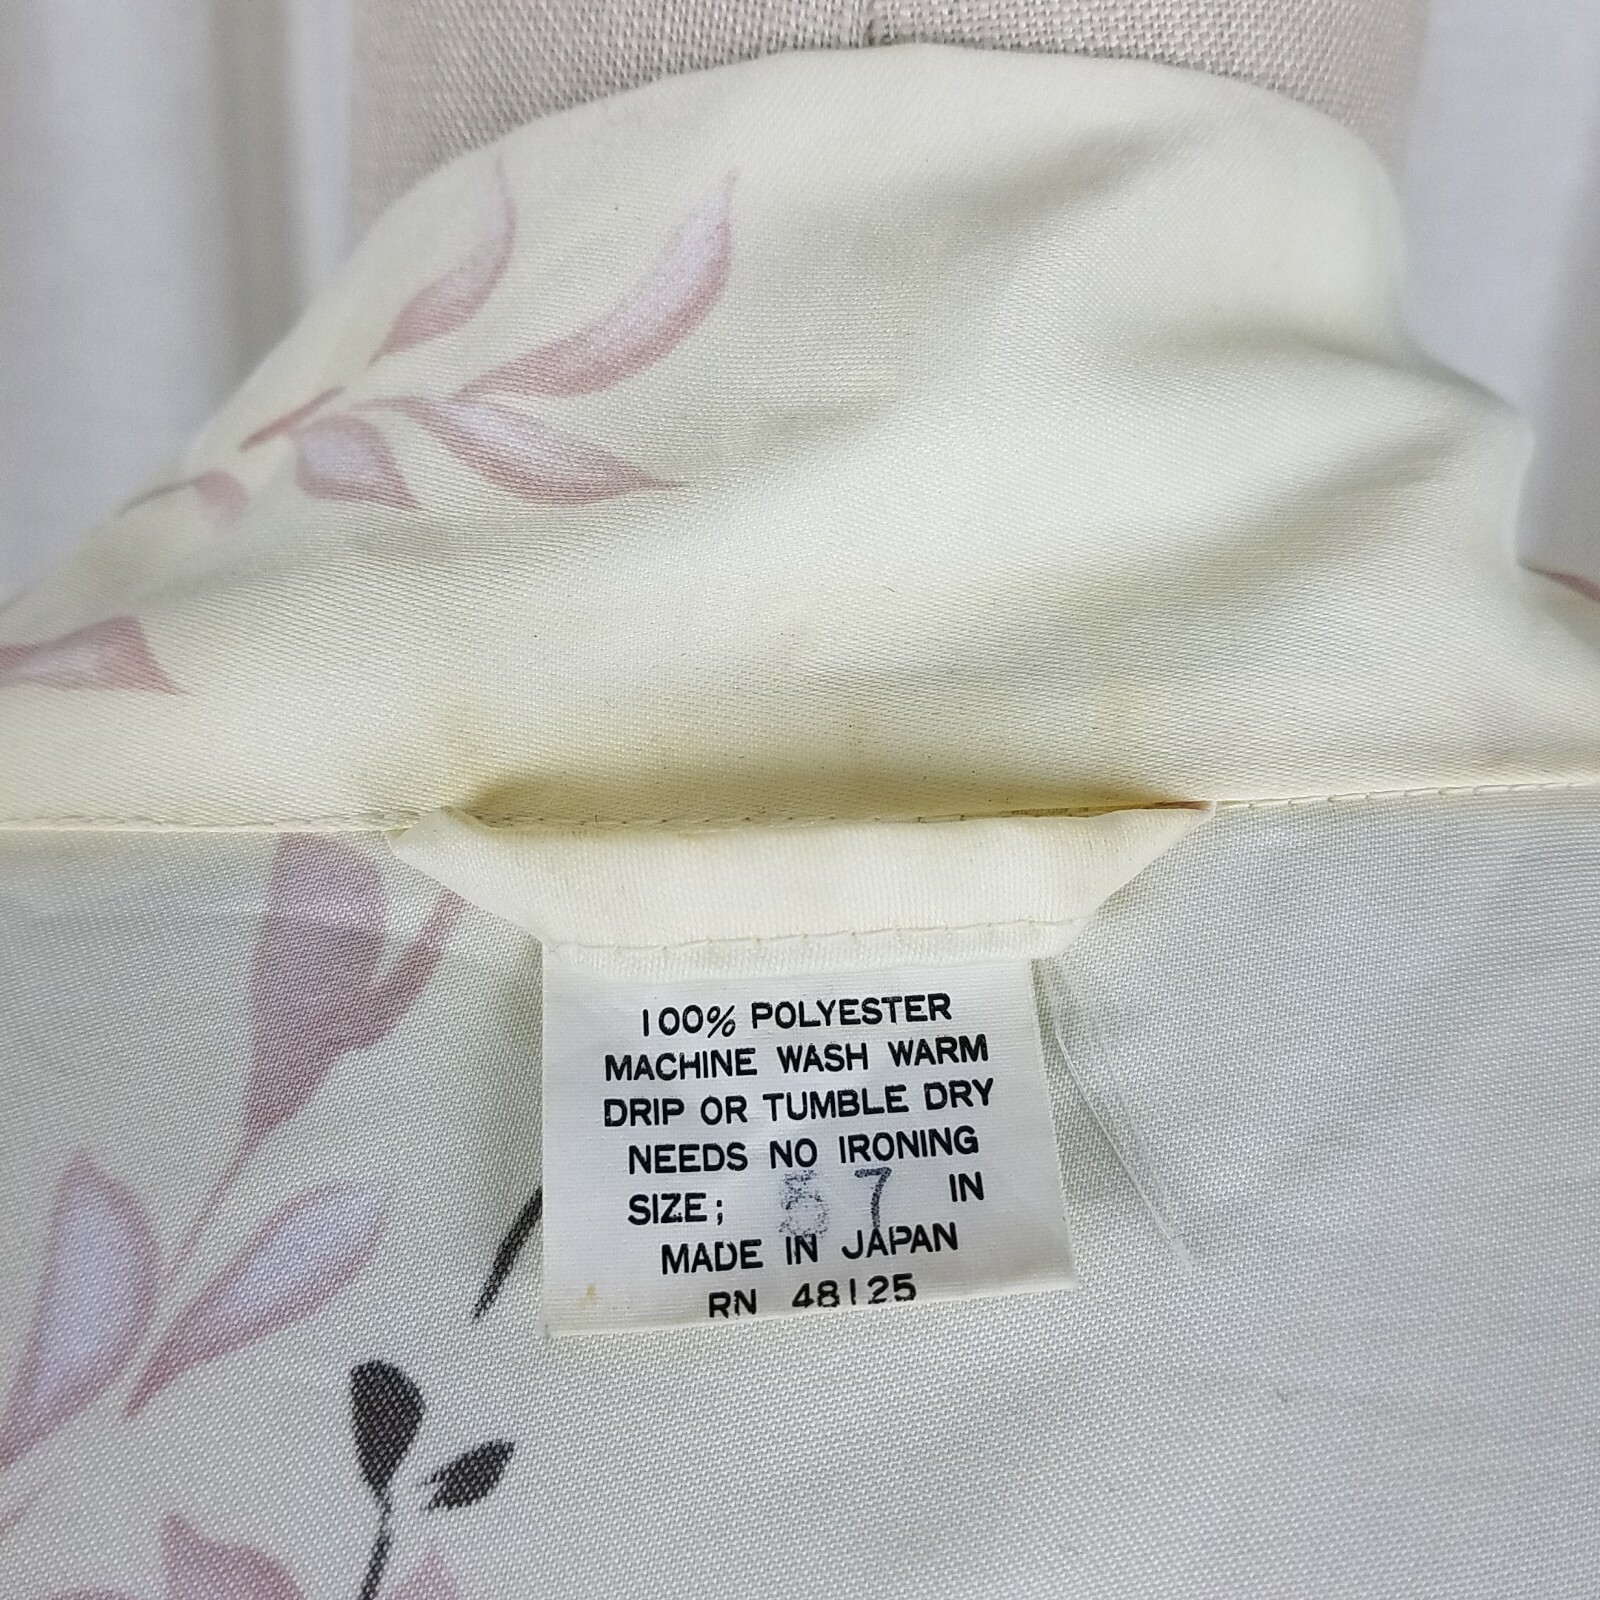 100% POLYESTER
MACHINE WASH WARM
DRIP OR TUMBLE DRY
NEEDS NO IRONING
SIZE; 57 IN
MADE IN JAPAN
RN 48125